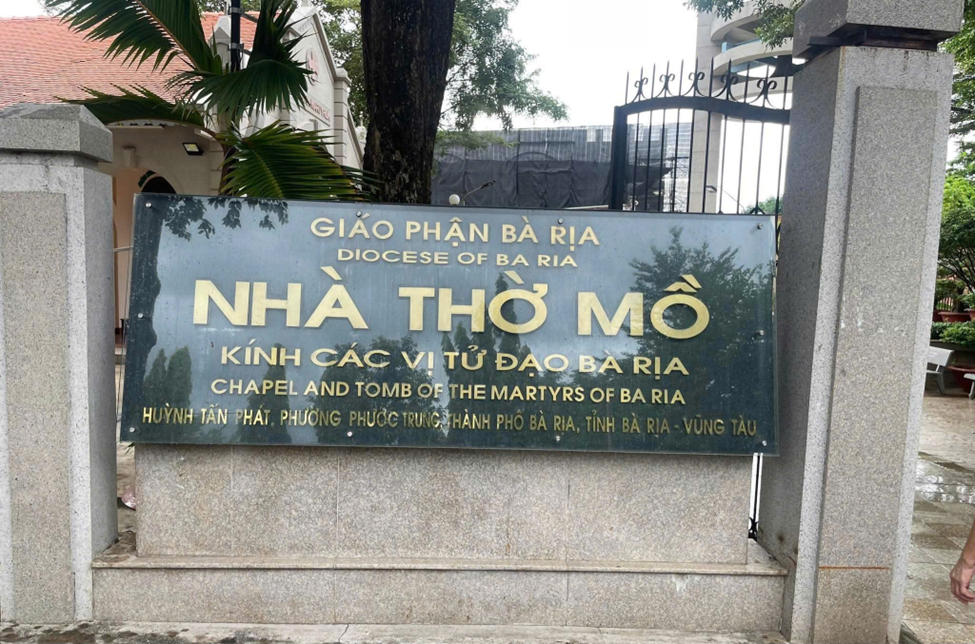 GIÁO PHẬN BÀ RỊA
DIOCESE OF BA RIA
NHÀ THỜ MỒ
KÍNH CÁC VỊ TỬ ĐẠO BÀ RỊA
CHAPEL AND TOMB OF THE MARTYRS OF BA RIA
HUỲNH TẤN PHÁT, PHƯỜNG PHƯỚC TRUNG, THÀNH PHỐ BÀ RỊA, TỈNH BÀ RỊA - VŨNG TÀU